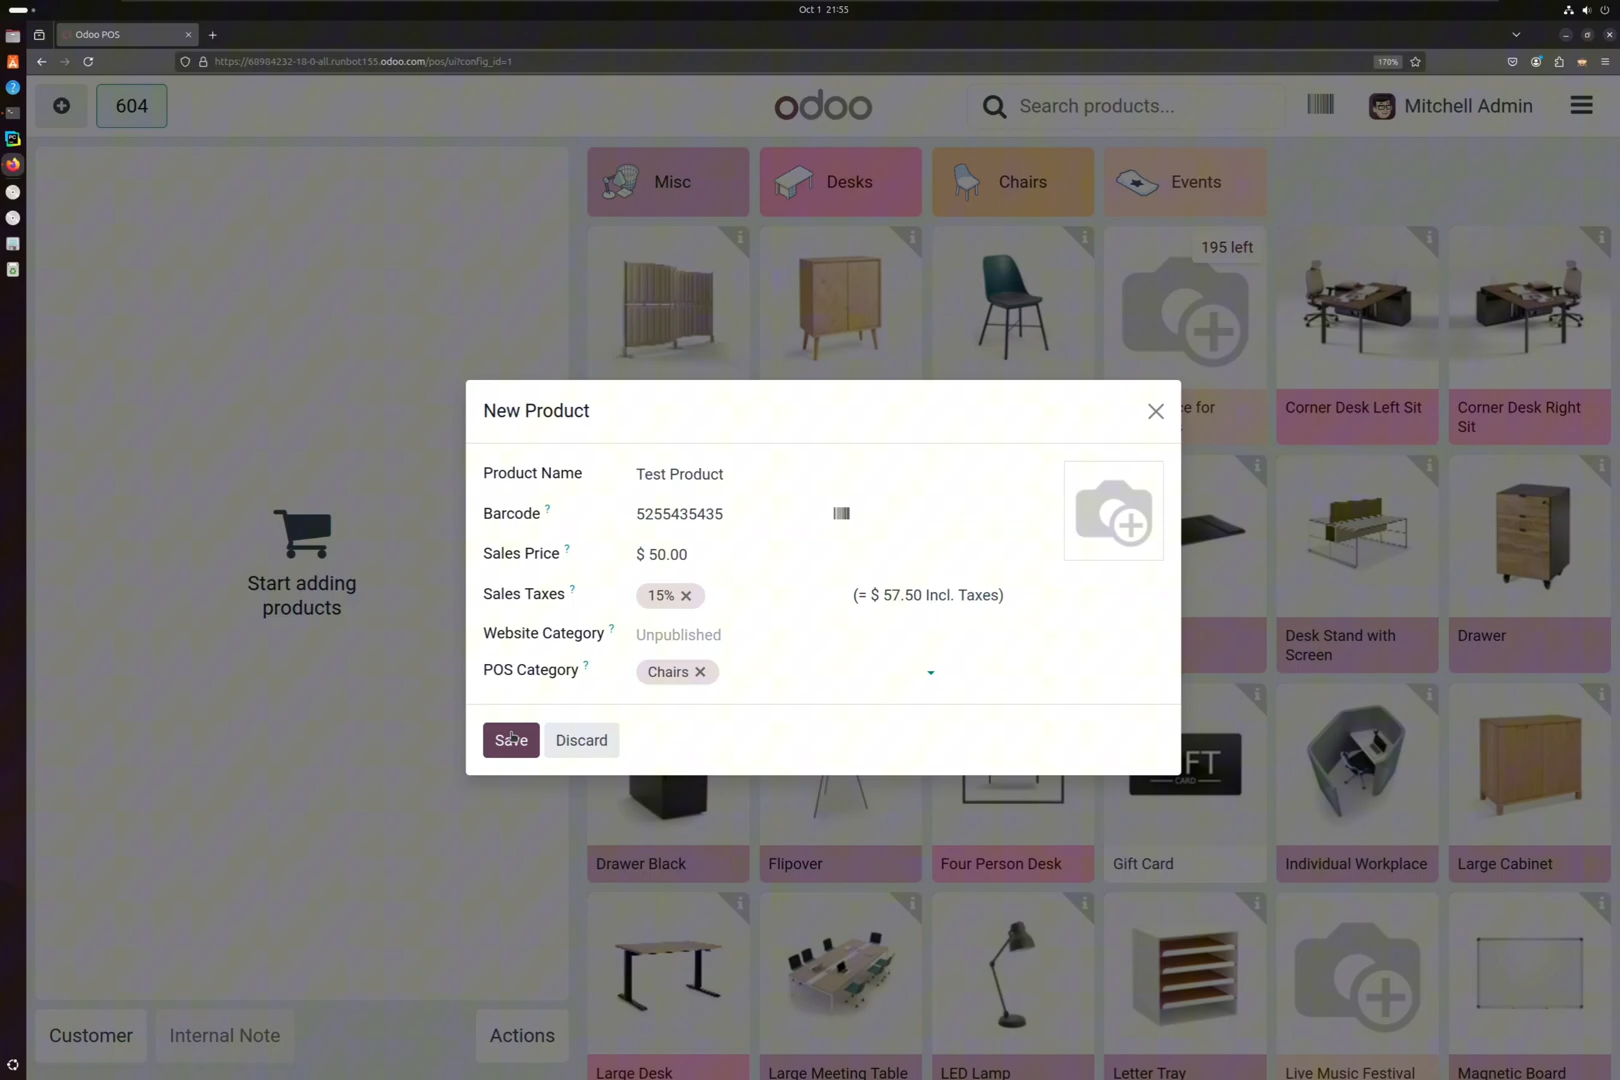 Oct 1 21:55
Odoo POS
https://68984232-18-0-all.runbot155.odoo.com/pos/ui?config_id=1
170%
604
odoo
Search products...
Mitchell Admin
Misc
Desks
Chairs
Events
195 left
ce for
Corner Desk Left Sit
Corner Desk Right
Sit
New Product
Product Name
Test Product
Barcode ?
5255435435
Sales Price ?
$ 50.00
Sales Taxes ?
15%
(= $ 57.50 Incl. Taxes)
Website Category ?
Unpublished
POS Category ?
Chairs
Save
Discard
Start adding
products
Desk Stand with
Screen
Drawer
FT
CARD
Drawer Black
Flipover
Four Person Desk
Gift Card
Individual Workplace
Large Cabinet
Customer
Internal Note
Actions
Large Desk
Large Meeting Table
LED Lamp
Letter Tray
Live Music Festival
Magnetic Board